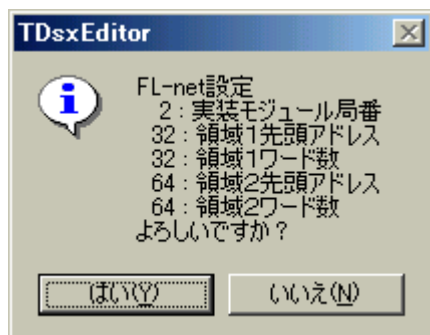 TDsxEditor
FL-net設定
2：実装モジュール局番
32：領域1先頭アドレス
32：領域1ワード数
64：領域2先頭アドレス
64：領域2ワード数
よろしいですか？
はい(Y)
いいえ(N)